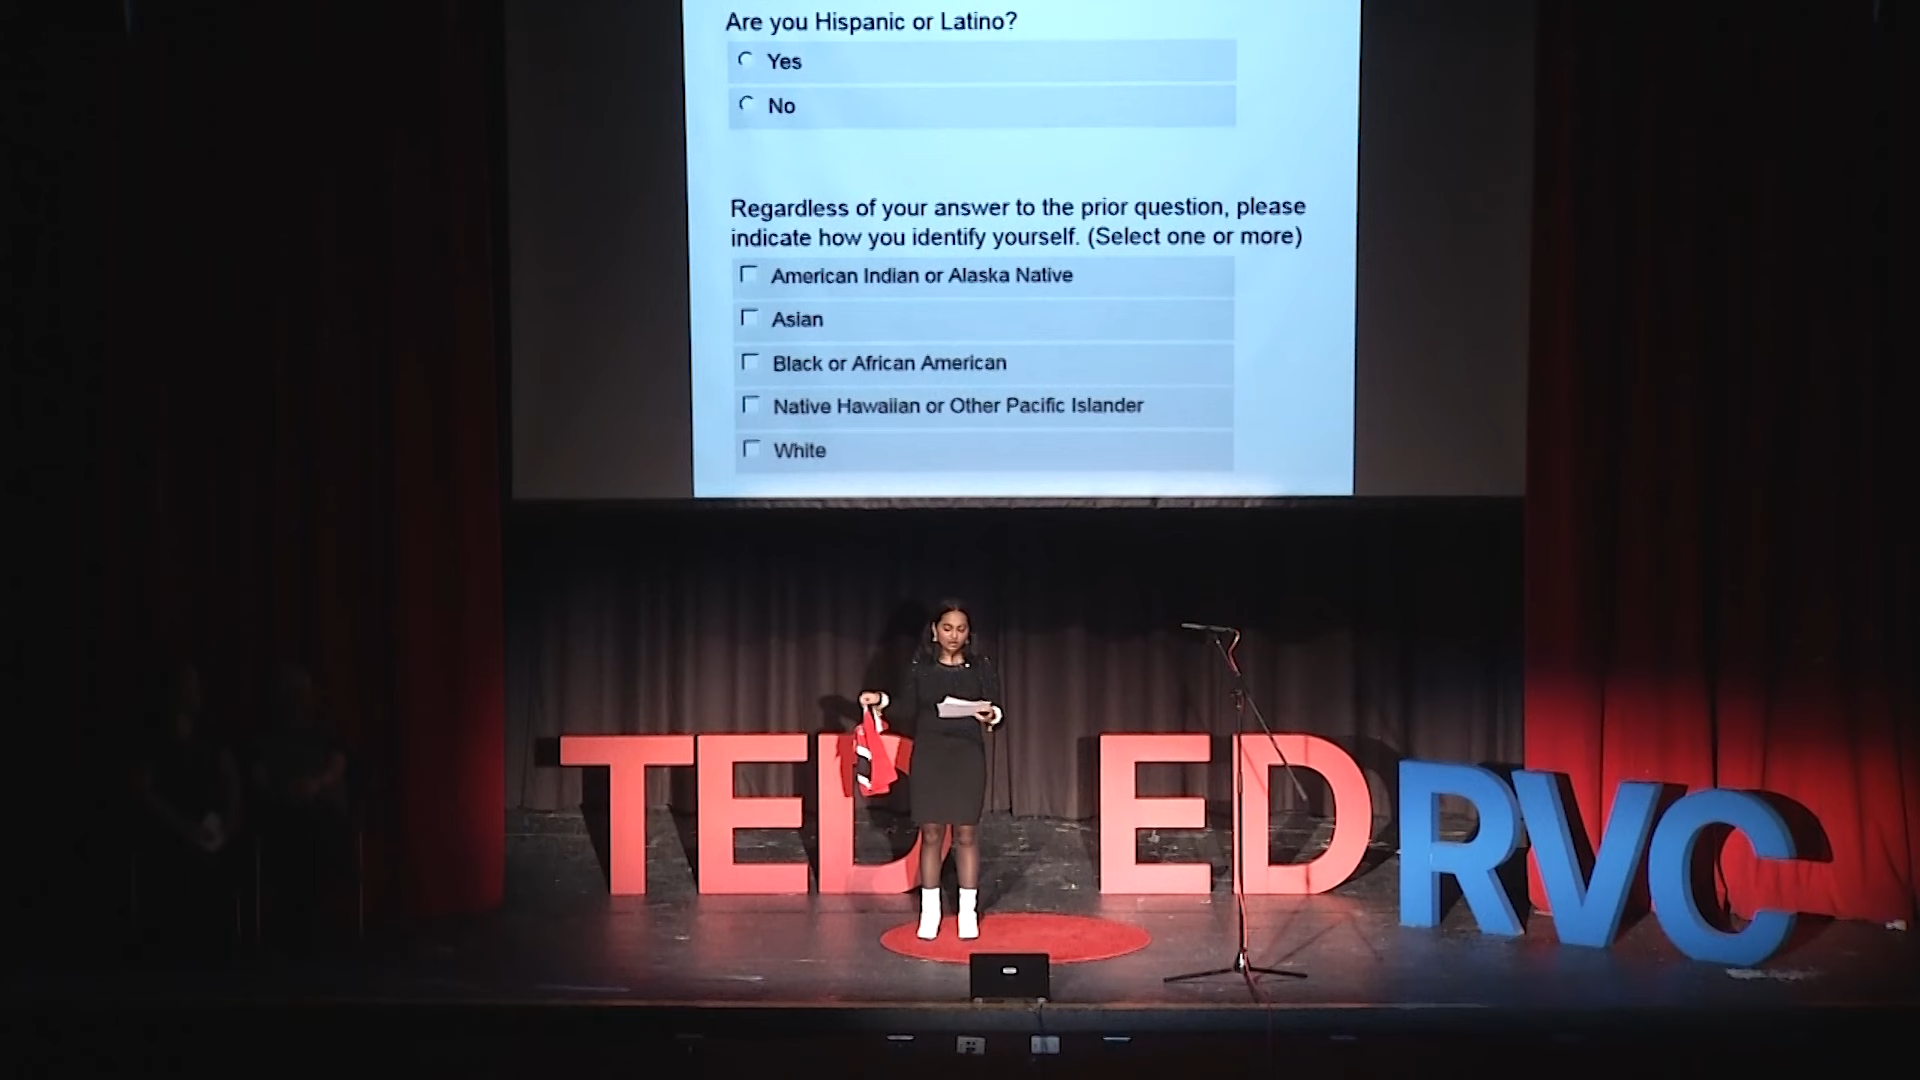 Are you Hispanic or Latino?
Yes
No
Regardless of your answer to the prior question, please
indicate how you identify yourself. (Select one or more)
American Indian or Alaska Native
Asian
Black or African American
Native Hawaiian or Other Pacific Islander
White
TED ED RVC